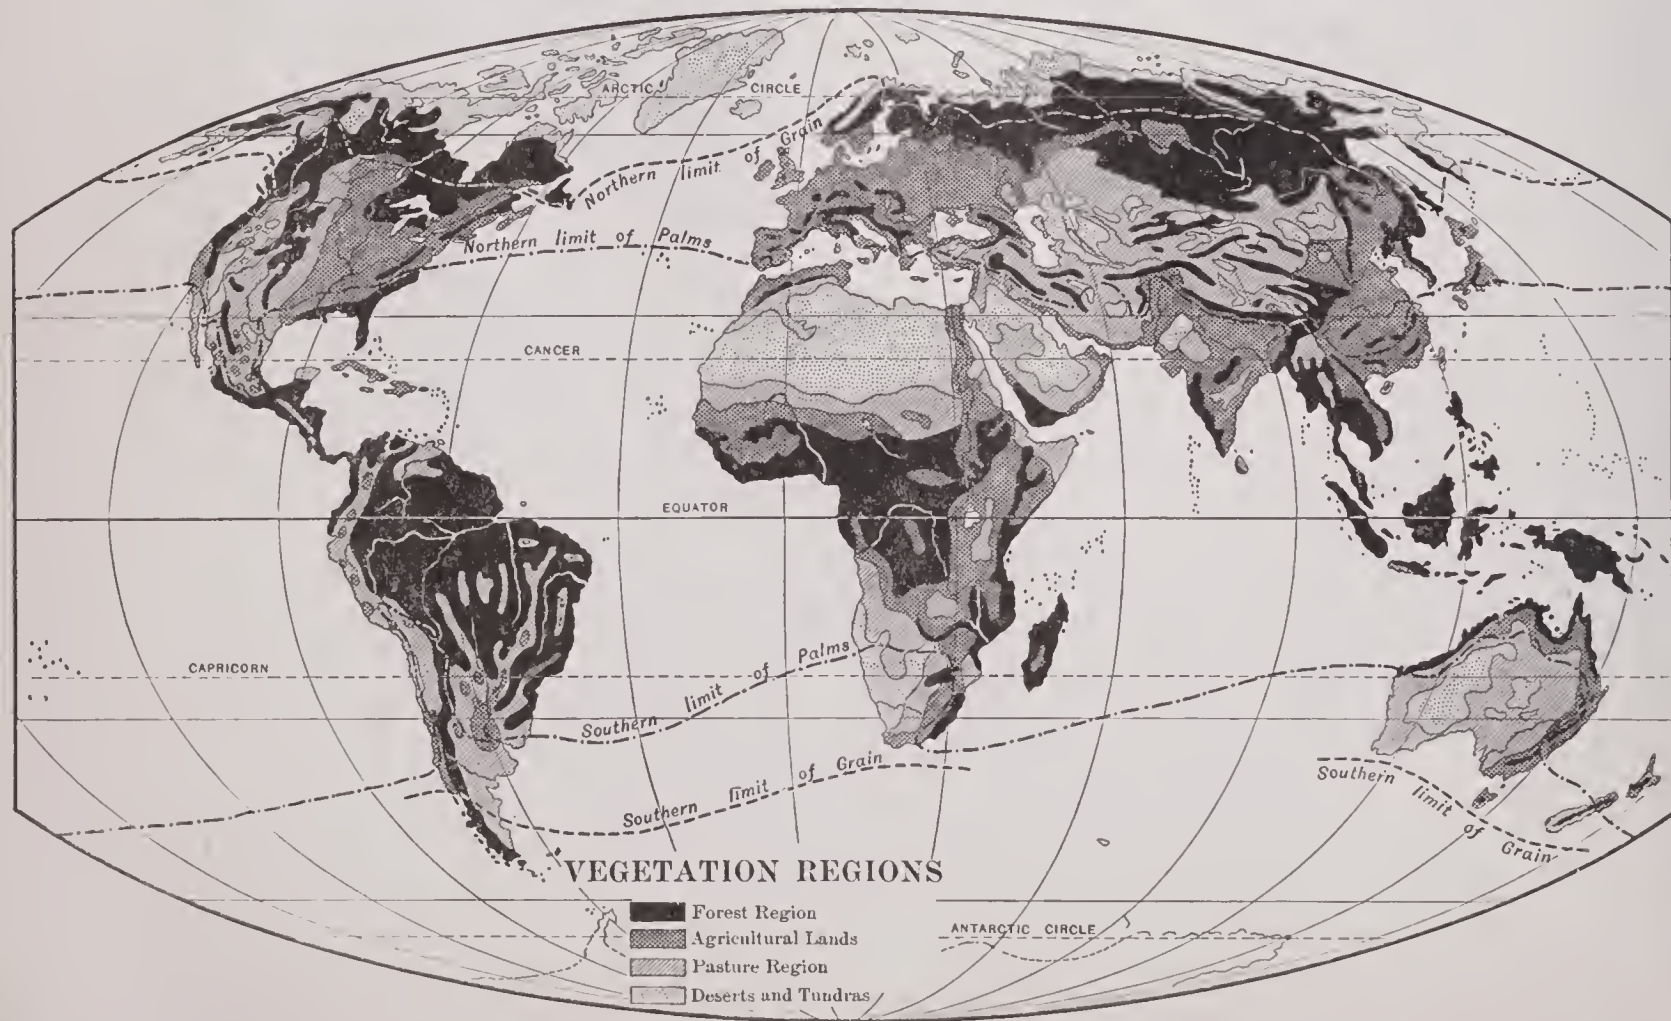 ARCTIC CIRCLE
Northern limit of Grain
Northern limit of Palms
CANCER
EQUATOR
CAPRICORN
Southern limit of Palms
Southern limit of Grain
Southern limit of Grain
VEGETATION REGIONS
Forest Region
Agricultural Lands
Pasture Region
Deserts and Tundras
ANTARCTIC CIRCLE